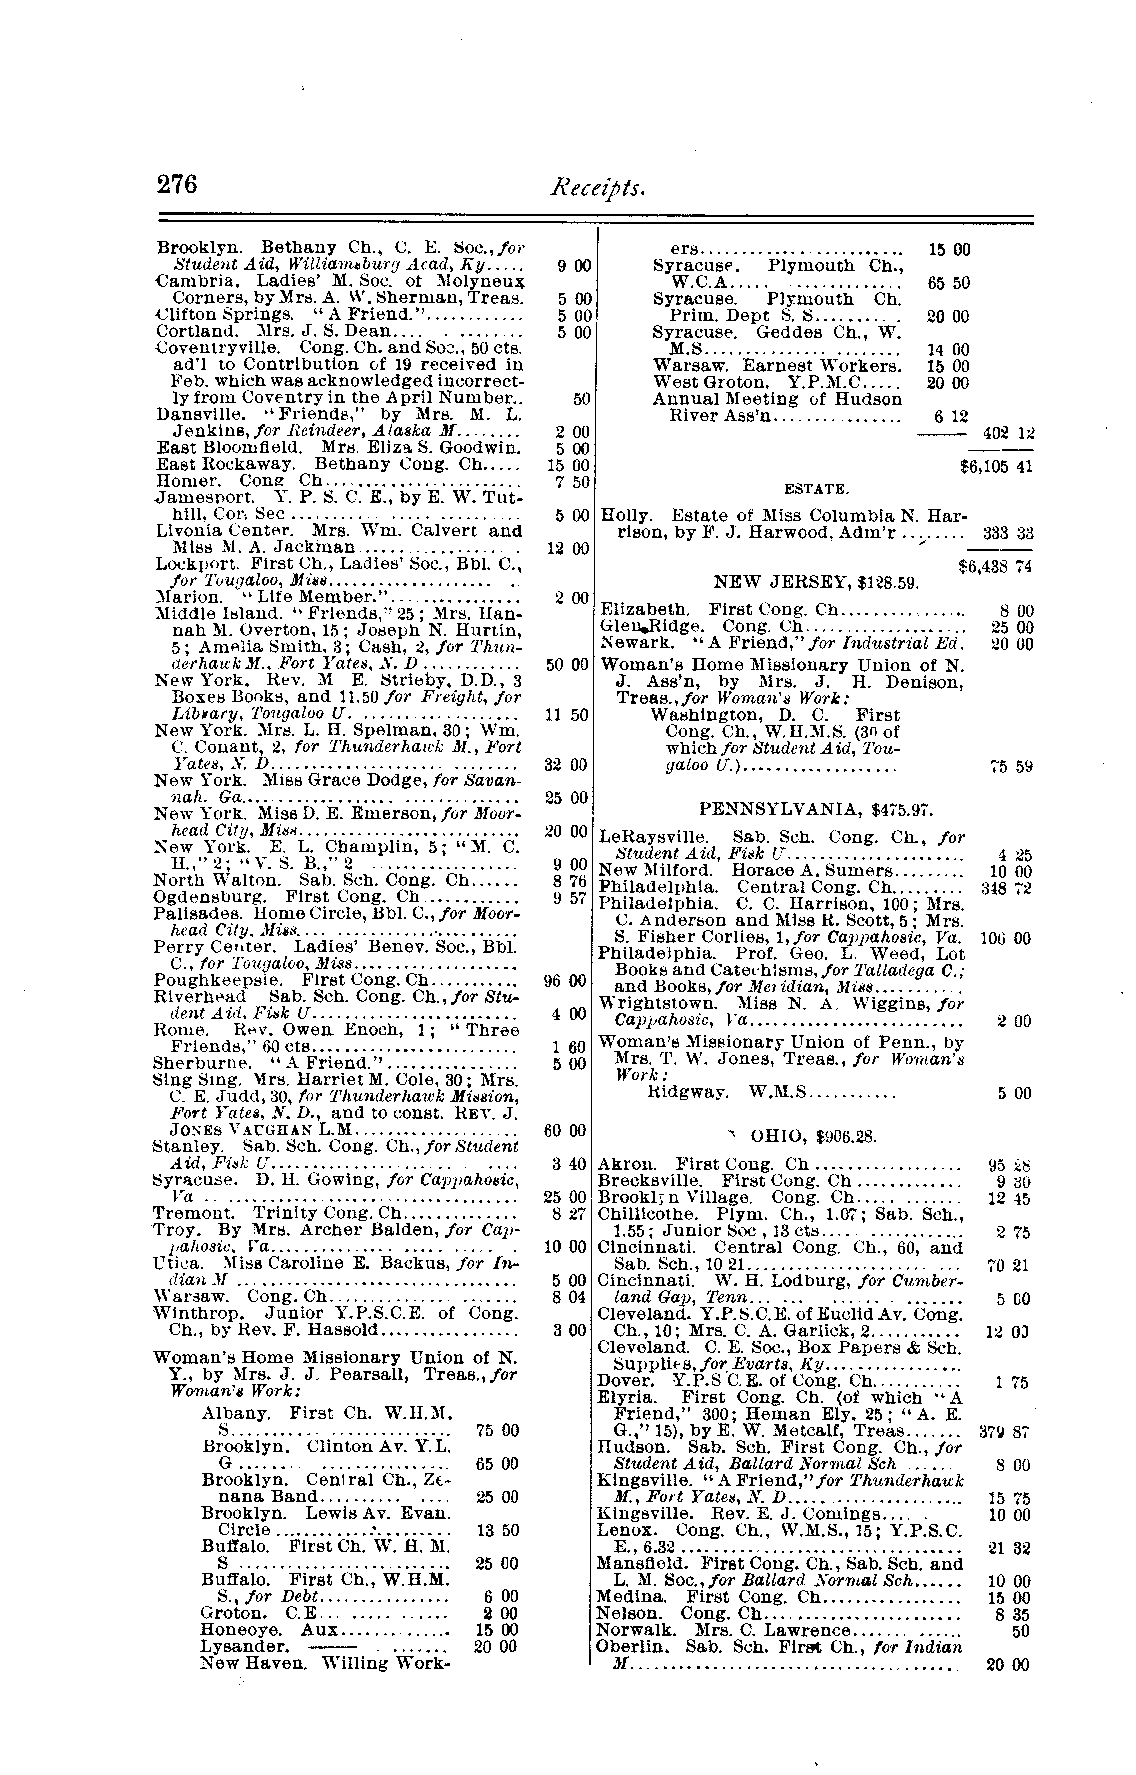 276 Receipts.
Brooklyn. Bethany Ch., C. E. Soc., for
Student Aid, Williamsburg Acad, Ky..... 9 00
Cambria. Ladies' M. Soc. of Molyneux
Corners, by Mrs. A. W. Sherman, Treas. 5 00
Clifton Springs. "A Friend."............ 5 00
Cortland. Mrs. J. S. Dean.... . ........ 5 00
Coventryville. Cong. Ch. and Soc., 50 cts.
ad'l to Contribution of 19 received in
Feb. which was acknowledged incorrect-
ly from Coventry in the April Number.. 50
Dansville. "Friends," by Mrs. M. L.
Jenkins, for Reindeer, Alaska M........ 2 00
East Bloomfield. Mrs. Eliza S. Goodwin. 5 00
East Rockaway. Bethany Cong. Ch..... 15 00
Homer. Cong Ch........................ 7 50
Jamesport. Y. P. S. C. E., by E. W. Tut-
hill, Cor. Sec ............................ 5 00
Livonia Center. Mrs. Wm. Calvert and
Miss M. A. Jackman.................... 12 00
Lockport. First Ch., Ladies' Soc., Bbl. C.,
for Tougaloo, Miss.................... ..
Marion. "Life Member."................ 2 00
Middle Island. "Friends," 25; Mrs. Han-
nah M. Overton, 15; Joseph N. Hurtin,
5; Amelia Smith, 3; Cash, 2, for Thun-
derhawk M., Fort Yates, N. D............ 50 00
New York. Rev. M E. Strieby, D.D., 3
Boxes Books, and 11.50 for Freight, for
Library, Tougaloo U.................... 11 50
New York. Mrs. L. H. Spelman, 30; Wm.
C. Conant, 2, for Thunderhawk M., Fort
Yates, N. D.............................. 32 00
New York. Miss Grace Dodge, for Savan-
nah. Ga................................. 25 00
New York. Miss D. E. Emerson, for Moor-
head City, Miss.......................... 20 00
New York. E. L. Champlin, 5; "M. C.
H.," 2; "V. S. B.," 2 .................. 9 00
North Walton. Sab. Sch. Cong. Ch...... 8 76
Ogdensburg. First Cong. Ch............ 9 57
Palisades. Home Circle, Bbl. C., for Moor-
head City, Miss..........................
Perry Center. Ladies' Benev. Soc., Bbl.
C., for Tougaloo, Miss....................
Poughkeepsie. First Cong. Ch........... 96 00
Riverhead Sab. Sch. Cong. Ch., for Stu-
dent Aid, Fisk U......................... 4 00
Rome. Rev. Owen Enoch, 1; "Three
Friends," 60 cts......................... 1 60
Sherburne. "A Friend."................ 5 00
Sing Sing. Mrs. Harriet M. Cole, 30; Mrs.
C. E. Judd, 30, for Thunderhawk Mission,
Fort Yates, N. D., and to const. REV. J.
JONES VAUGHAN L.M.................... 60 00
Stanley. Sab. Sch. Cong. Ch., for Student
Aid, Fisk U.............................. 3 40
Syracuse. D. H. Gowing, for Cappahosic,
Va .. ................................... 25 00
Tremont. Trinity Cong. Ch.............. 8 27
Troy. By Mrs. Archer Balden, for Cap-
pahosic, Va.............................. 10 00
Utica. Miss Caroline E. Backus, for In-
dian M .................................. 5 00
Warsaw. Cong. Ch...................... 8 04
Winthrop. Junior Y.P.S.C.E. of Cong.
Ch., by Rev. F. Hassold................. 3 00
Woman's Home Missionary Union of N.
Y., by Mrs. J. J. Pearsall, Treas., for
Woman's Work:
Albany. First Ch. W.H.M.
S........................... 75 00
Brooklyn. Clinton Av. Y.L.
G .......................... 65 00
Brooklyn. Central Ch., Ze-
nana Band................ 25 00
Brooklyn. Lewis Av. Evan.
Circle ..................... 13 50
Buffalo. First Ch. W. H. M.
S .......................... 25 00
Buffalo. First Ch., W.H.M.
S., for Debt................ 6 00
Groton. C.E................ 2 00
Honeoye. Aux............. 15 00
Lysander. —— . ....... 20 00
New Haven. Willing Work-
ers......................... 15 00
Syracuse. Plymouth Ch.,
W.C.A..................... 65 50
Syracuse. Plymouth Ch.
Prim. Dept S. S........... 20 00
Syracuse. Geddes Ch., W.
M.S........................ 14 00
Warsaw. Earnest Workers. 15 00
West Groton. Y.P.M.C..... 20 00
Annual Meeting of Hudson
River Ass'n................ 6 12
—— 402 12
$6,105 41
ESTATE.
Holly. Estate of Miss Columbia N. Har-
rison, by F. J. Harwood, Adm'r ........ 333 33
$6,438 74
NEW JERSEY, $128.59.
Elizabeth. First Cong. Ch............... 8 00
Glen Ridge. Cong. Ch................... 25 00
Newark. "A Friend," for Industrial Ed. 20 00
Woman's Home Missionary Union of N.
J. Ass'n, by Mrs. J. H. Denison,
Treas., for Woman's Work:
Washington, D. C. First
Cong. Ch., W.H.M.S. (30 of
which for Student Aid, Tou-
galoo U.)................... 75 59
PENNSYLVANIA, $475.97.
LeRaysville. Sab. Sch. Cong. Ch., for
Student Aid, Fisk U...................... 4 25
New Milford. Horace A. Sumers......... 10 00
Philadelphia. Central Cong. Ch......... 348 72
Philadelphia. C. C. Harrison, 100; Mrs.
C. Anderson and Miss R. Scott, 5; Mrs.
S. Fisher Corlies, 1, for Cappahosic, Va. 106 00
Philadelphia. Prof. Geo. L. Weed, Lot
Books and Catechisms, for Talladega C.;
and Books, for Meridian, Miss...........
Wrightstown. Miss N. A. Wiggins, for
Cappahosic, Va.......................... 2 00
Woman's Missionary Union of Penn., by
Mrs. T. W. Jones, Treas., for Woman's
Work:
Ridgway. W.M.S........... 5 00
OHIO, $906.28.
Akron. First Cong. Ch.................. 95 28
Brecksville. First Cong. Ch............. 9 30
Brooklyn Village. Cong. Ch............. 12 45
Chillicothe. Plym. Ch., 1.07; Sab. Sch.,
1.55; Junior Soc, 13 cts................. 2 75
Cincinnati. Central Cong. Ch., 60, and
Sab. Sch., 10 21......................... 70 21
Cincinnati. W. H. Lodburg, for Cumber-
land Gap, Tenn.......................... 5 00
Cleveland. Y.P.S.C.E. of Euclid Av. Cong.
Ch., 10; Mrs. C. A. Garlick, 2........... 12 00
Cleveland. C. E. Soc., Box Papers & Sch.
Supplies, for Evarts, Ky.................
Dover. Y.P.S C.E. of Cong. Ch........... 1 75
Elyria. First Cong. Ch. (of which "A
Friend," 300; Heman Ely, 25; "A. E.
G.," 15), by E. W. Metcalf, Treas....... 379 87
Hudson. Sab. Sch. First Cong. Ch., for
Student Aid, Ballard Normal Sch ...... 8 00
Kingsville. "A Friend," for Thunderhawk
M., Fort Yates, N. D..................... 15 75
Kingsville. Rev. E. J. Comings.... . 10 00
Lenox. Cong. Ch., W.M.S., 15; Y.P.S.C.
E., 6.32 .................................. 21 32
Mansfield. First Cong. Ch., Sab. Sch. and
L. M. Soc., for Ballard Normal Sch...... 10 00
Medina. First Cong. Ch................. 15 00
Nelson. Cong. Ch........................ 8 35
Norwalk. Mrs. C. Lawrence............. 50
Oberlin. Sab. Sch. First Ch., for Indian
M........................................ 20 00